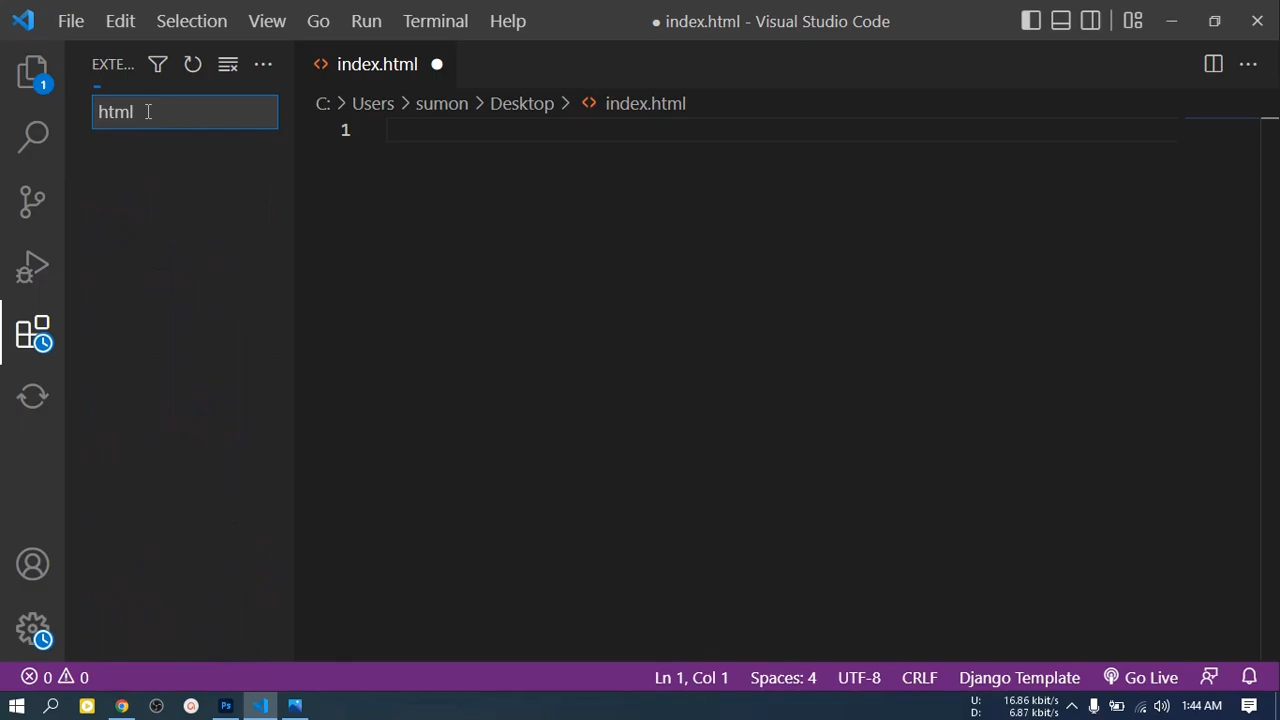 File Edit Selection View Go Run Terminal Help ● index.html - Visual Studio Code
EXTE... index.html
1
html
C: > Users > sumon > Desktop > index.html
1
0 0 Ln 1, Col 1 Spaces: 4 UTF-8 CRLF Django Template Go Live
U: 16.86 kbit/s
D: 6.87 kbit/s
1:44 AM
Ps